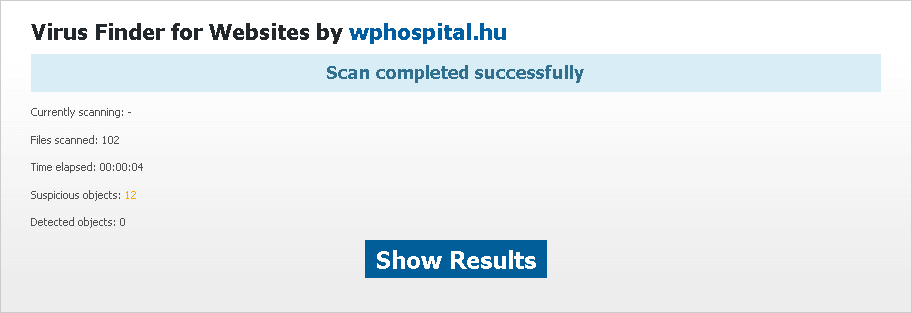 Virus Finder for Websites by wphospital.hu
Scan completed successfully
Currently scanning: -
Files scanned: 102
Time elapsed: 00:00:04
Suspicious objects: 12
Detected objects: 0
Show Results